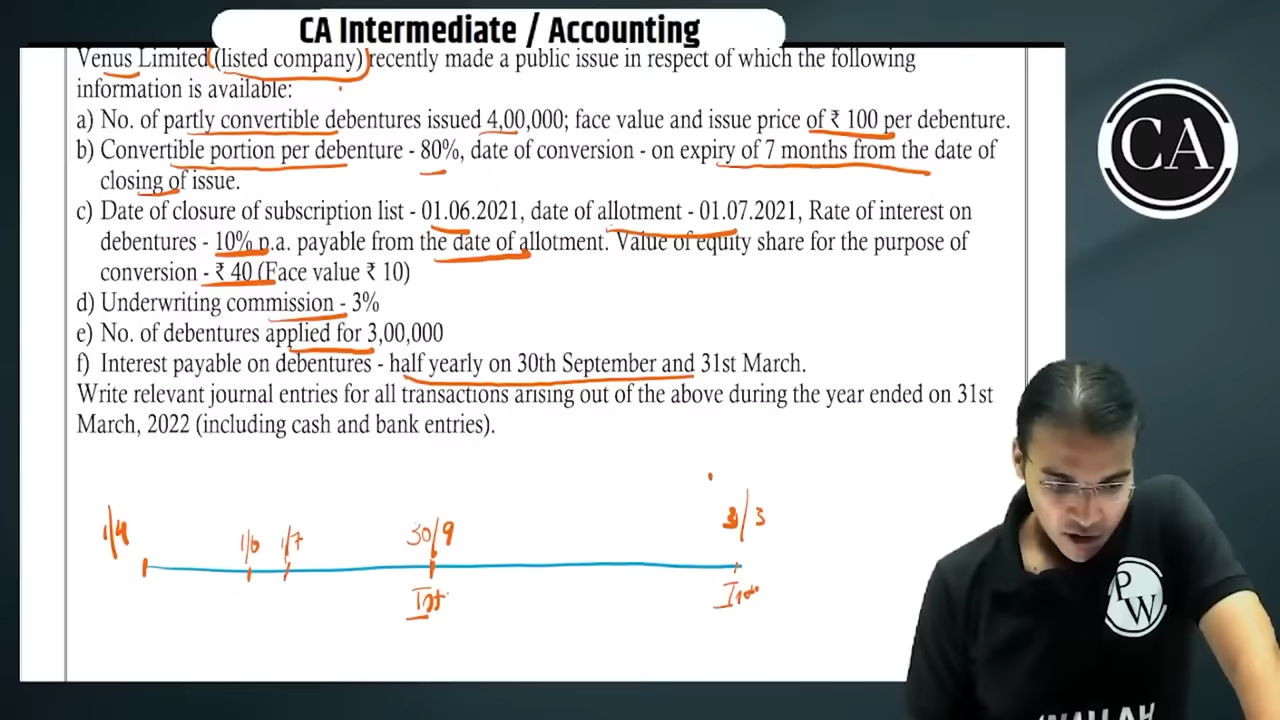 CA Intermediate / Accounting
Venus Limited (listed company) recently made a public issue in respect of which the following
information is available:
a) No. of partly convertible debentures issued 4,00,000; face value and issue price of ₹ 100 per debenture.
b) Convertible portion per debenture - 80%, date of conversion - on expiry of 7 months from the date of
closing of issue.
c) Date of closure of subscription list - 01.06.2021, date of allotment - 01.07.2021, Rate of interest on
debentures - 10% p.a. payable from the date of allotment. Value of equity share for the purpose of
conversion - ₹ 40 (Face value ₹ 10)
d) Underwriting commission - 3%
e) No. of debentures applied for 3,00,000
f) Interest payable on debentures - half yearly on 30th September and 31st March.
Write relevant journal entries for all transactions arising out of the above during the year ended on 31st
March, 2022 (including cash and bank entries).
1/4 1/6 1/7 30/9 31/3
Int Int
CA
PW